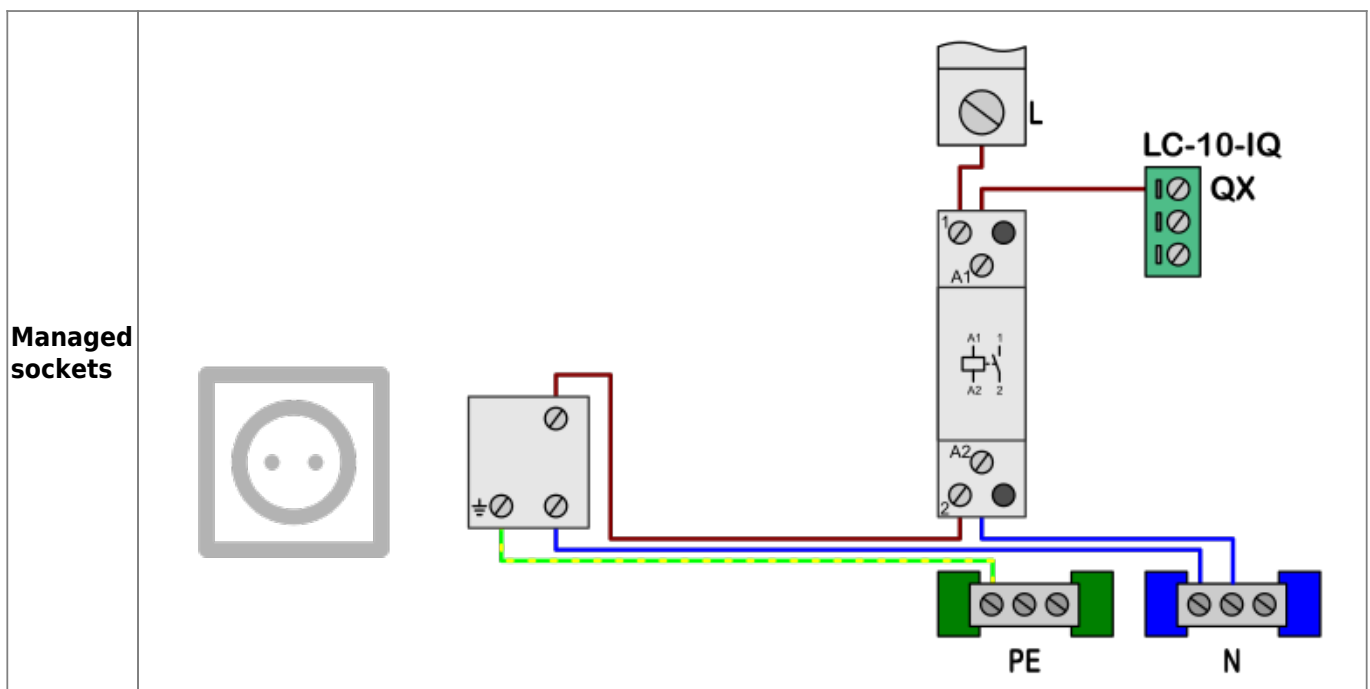 Managed
sockets
L
LC-10-IQ
QX
1
A1
A1 1
A2 2
A2
2
PE
N